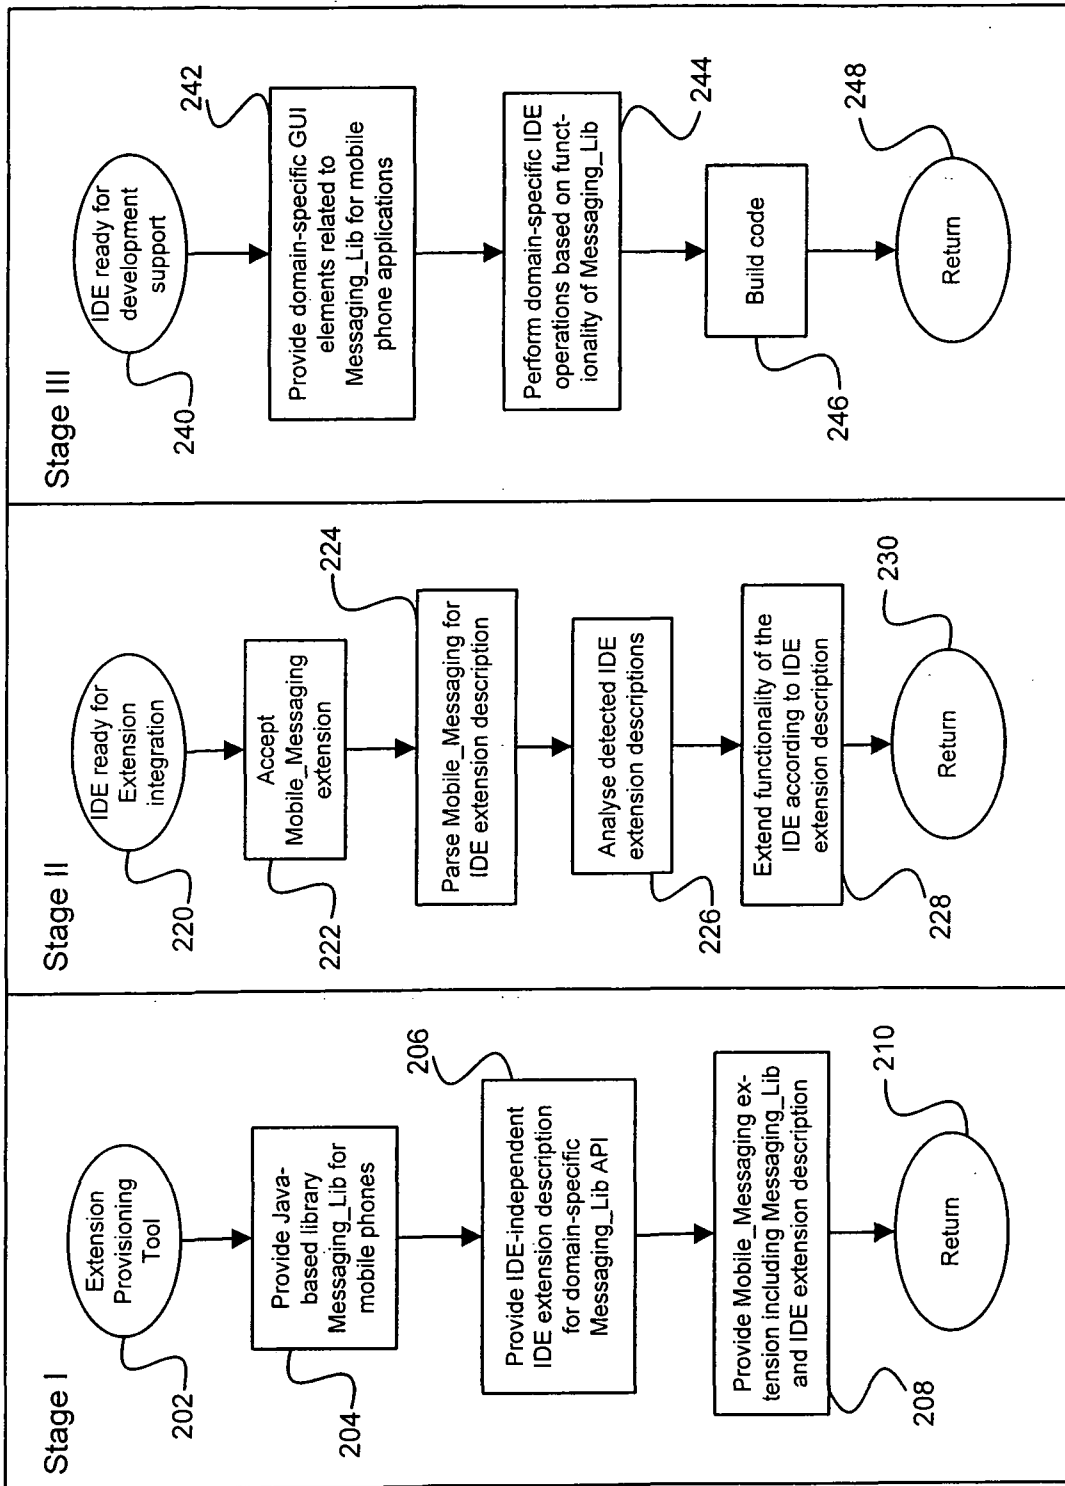 Stage I
Extension
Provisioning
Tool
202
Provide Java-
based library
Messaging_Lib for
mobile phones
204
Provide IDE-independent
IDE extension description
for domain-specific
Messaging_Lib API
206
Provide Mobile_Messaging ex-
tension including Messaging_Lib
and IDE extension description
208
Return
210
Stage II
IDE ready for
Extension
integration
220
Accept
Mobile_Messaging
extension
222
Parse Mobile_Messaging for
IDE extension description
224
Analyse detected IDE
extension descriptions
226
Extend functionality of the
IDE according to IDE
extension description
228
Return
230
Stage III
IDE ready for
development
support
240
Provide domain-specific GUI
elements related to
Messaging_Lib for mobile
phone applications
242
Perform domain-specific IDE
operations based on funct-
ionality of Messaging_Lib
244
Build code
246
Return
248